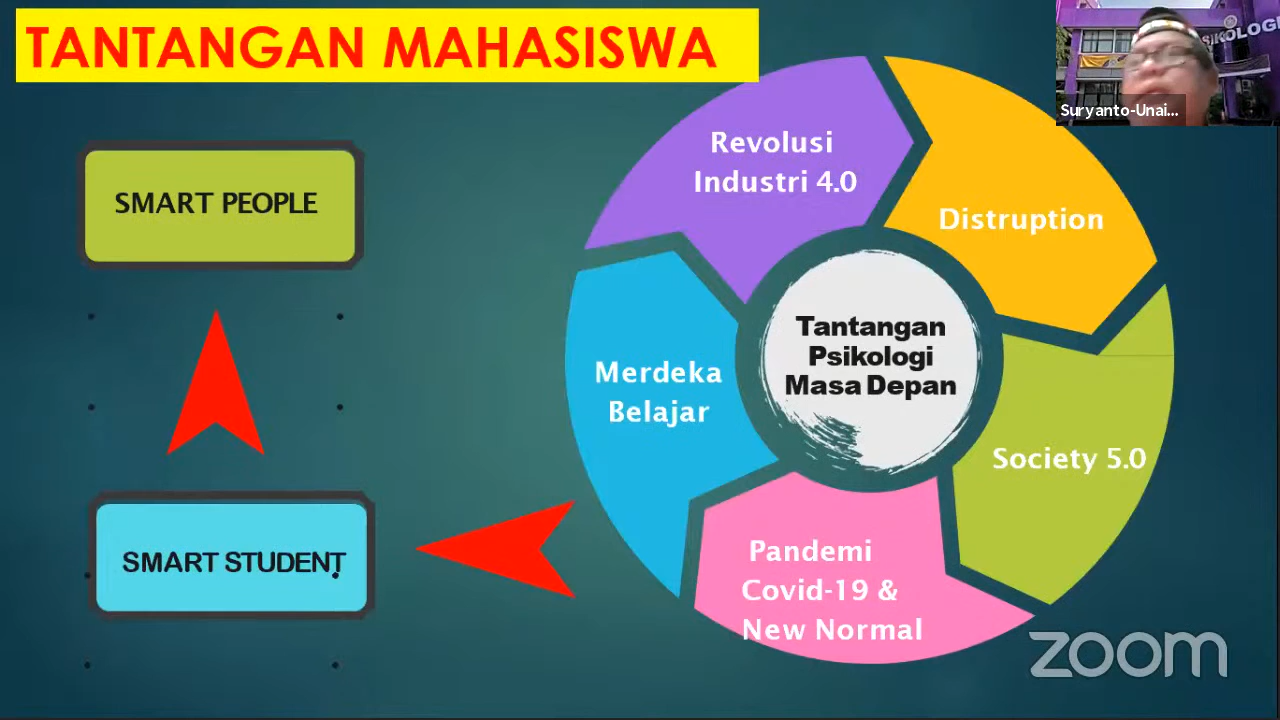 TANTANGAN MAHASISWA
SMART PEOPLE
SMART STUDENT
Revolusi
Industri 4.0
Distruption
Society 5.0
Pandemi
Covid-19 &
New Normal
Merdeka
Belajar
Tantangan
Psikologi
Masa Depan
SIKOLOGI
Suryanto-Unai...
zoom